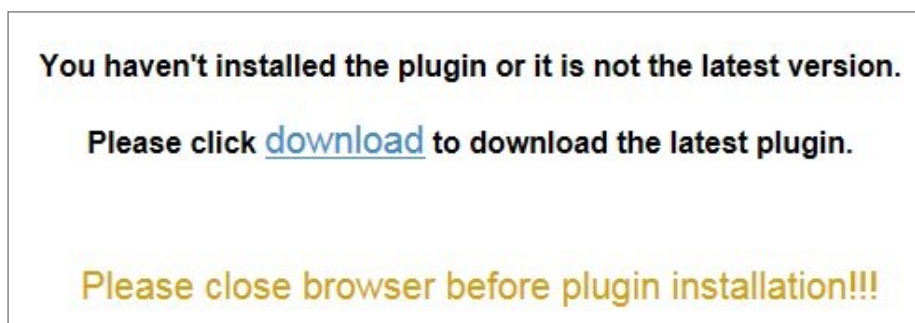 You haven't installed the plugin or it is not the latest version.
Please click download to download the latest plugin.
Please close browser before plugin installation!!!